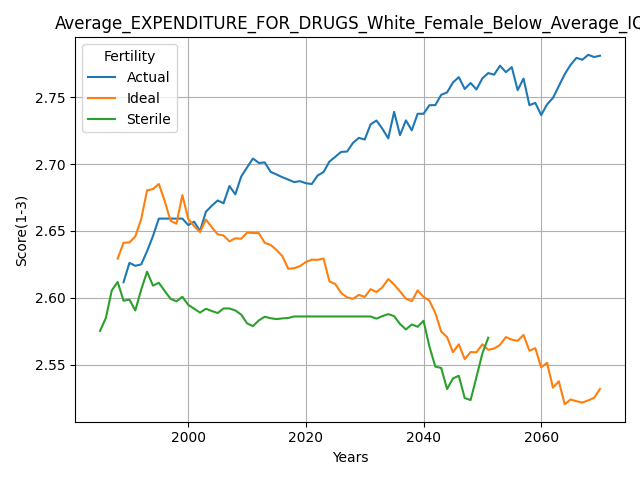 Average_EXPENDITURE_FOR_DRUGS_White_Female_Below_Average_IQ
Fertility
Actual
Ideal
Sterile
Score(1-3)
2.75
2.70
2.65
2.60
2.55
2000
2020
2040
2060
Years